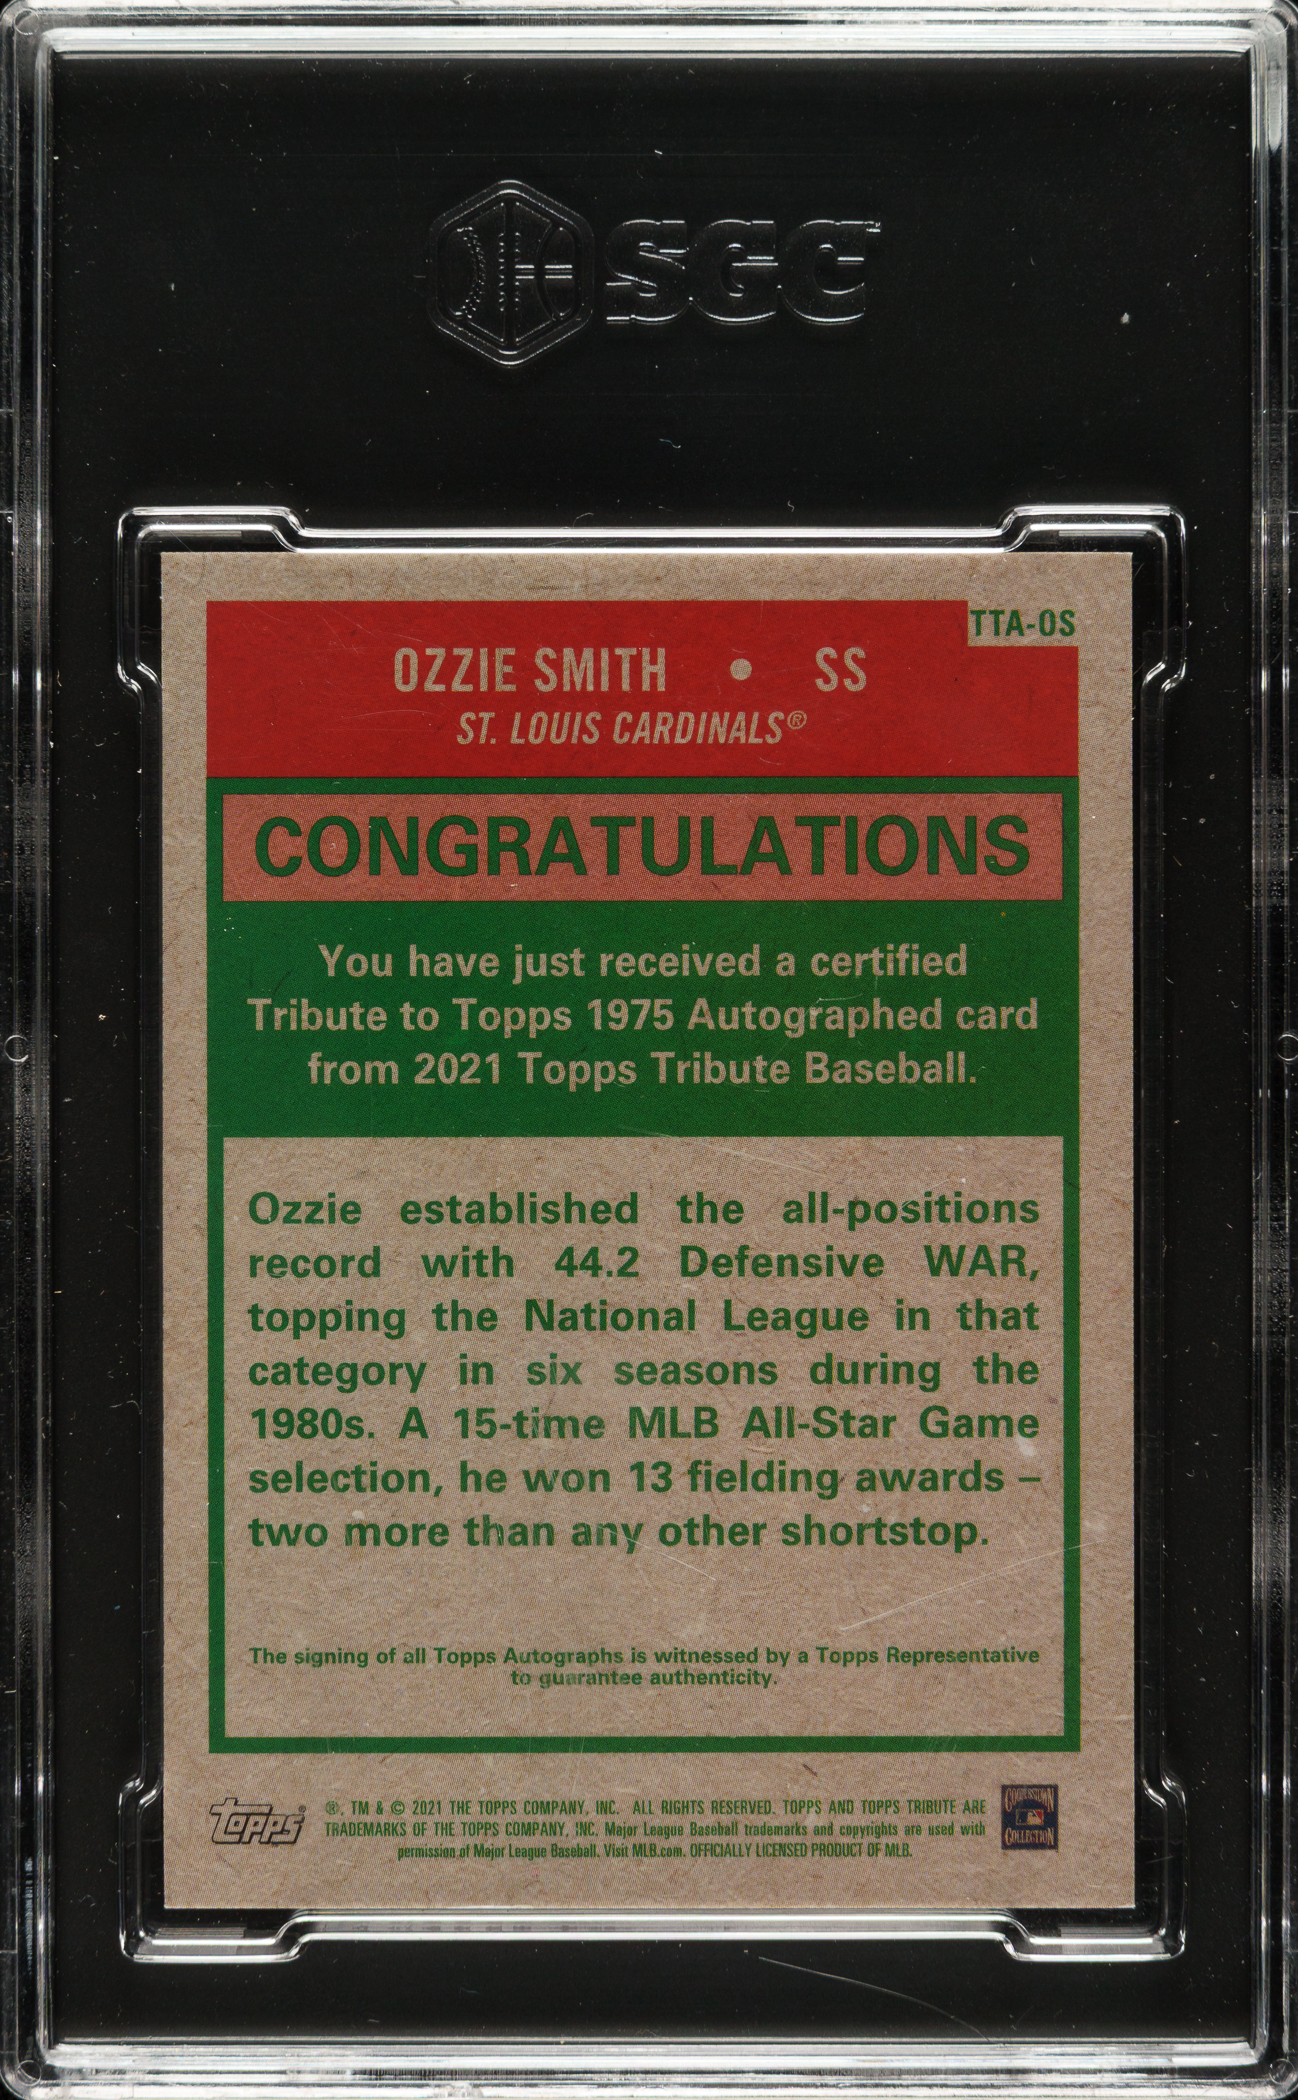 SGC
TTA-OS
OZZIE SMITH • SS
ST. LOUIS CARDINALS®
CONGRATULATIONS
You have just received a certified
Tribute to Topps 1975 Autographed card
from 2021 Topps Tribute Baseball.
Ozzie established the all-positions
record with 44.2 Defensive WAR,
topping the National League in that
category in six seasons during the
1980s. A 15-time MLB All-Star Game
selection, he won 13 fielding awards –
two more than any other shortstop.
The signing of all Topps Autographs is witnessed by a Topps Representative
to guarantee authenticity.
topps®
®, TM & © 2021 THE TOPPS COMPANY, INC. ALL RIGHTS RESERVED. TOPPS AND TOPPS TRIBUTE ARE
TRADEMARKS OF THE TOPPS COMPANY, INC. Major League Baseball trademarks and copyrights are used with
permission of Major League Baseball. Visit MLB.com. OFFICIALLY LICENSED PRODUCT OF MLB.
COOPERSTOWN
COLLECTION